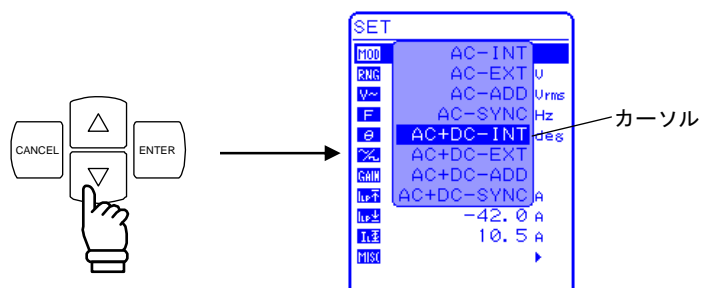 SET
MOD AC-INT
RNG AC-EXT V
V~ AC-ADD Vrms
F AC-SYNC Hz
θ AC+DC-INT deg
AC+DC-EXT
GAIN AC+DC-ADD
AC+DC-SYNC A
-42.0 A
10.5 A
MISC
カーソル
CANCEL
△
▽
ENTER